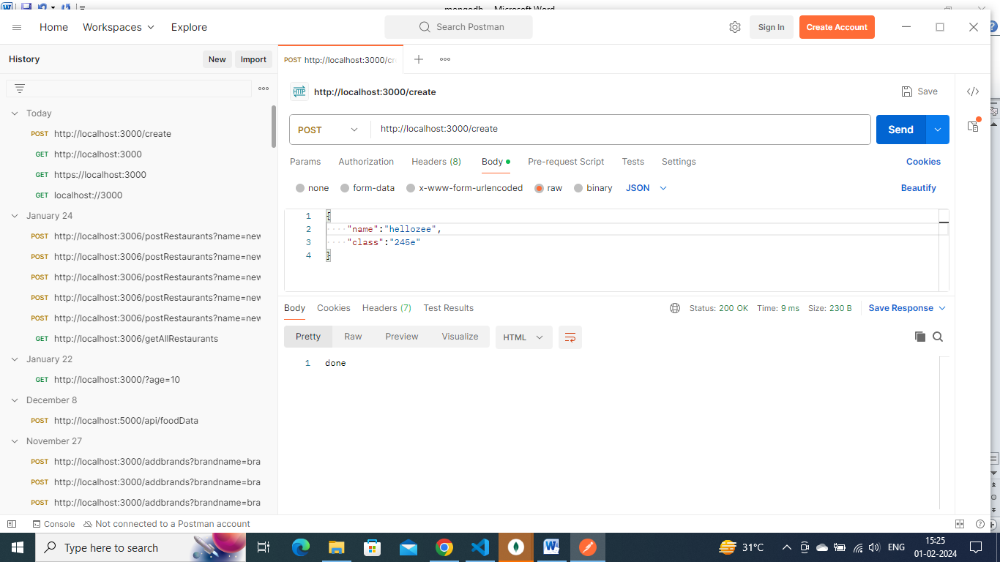 mongodb - Microsoft Word
Home Workspaces Explore Search Postman Sign In Create Account
History New Import
POST http://localhost:3000/cr
http://localhost:3000/create Save
POST http://localhost:3000/create Send
Params Authorization Headers (8) Body Pre-request Script Tests Settings Cookies
none form-data x-www-form-urlencoded raw binary JSON Beautify
1 {
2 "name":"hellozee",
3 "class":"245e"
4 }
Body Cookies Headers (7) Test Results Status: 200 OK Time: 9 ms Size: 230 B Save Response
Pretty Raw Preview Visualize HTML
1 done
Today
POST http://localhost:3000/create
GET http://localhost:3000
GET https://localhost:3000
GET localhost://3000
January 24
POST http://localhost:3006/postRestaurants?name=new
POST http://localhost:3006/postRestaurants?name=new
POST http://localhost:3006/postRestaurants?name=new
POST http://localhost:3006/postRestaurants?name=new
POST http://localhost:3006/postRestaurants?name=new
GET http://localhost:3006/getAllRestaurants
January 22
GET http://localhost:3000/?age=10
December 8
POST http://localhost:5000/api/foodData
November 27
POST http://localhost:3000/addbrands?brandname=bra
POST http://localhost:3000/addbrands?brandname=bra
POST http://localhost:3000/addbrands?brandname=bra
Console Not connected to a Postman account
Type here to search 31°C ENG 15:25
01-02-2024